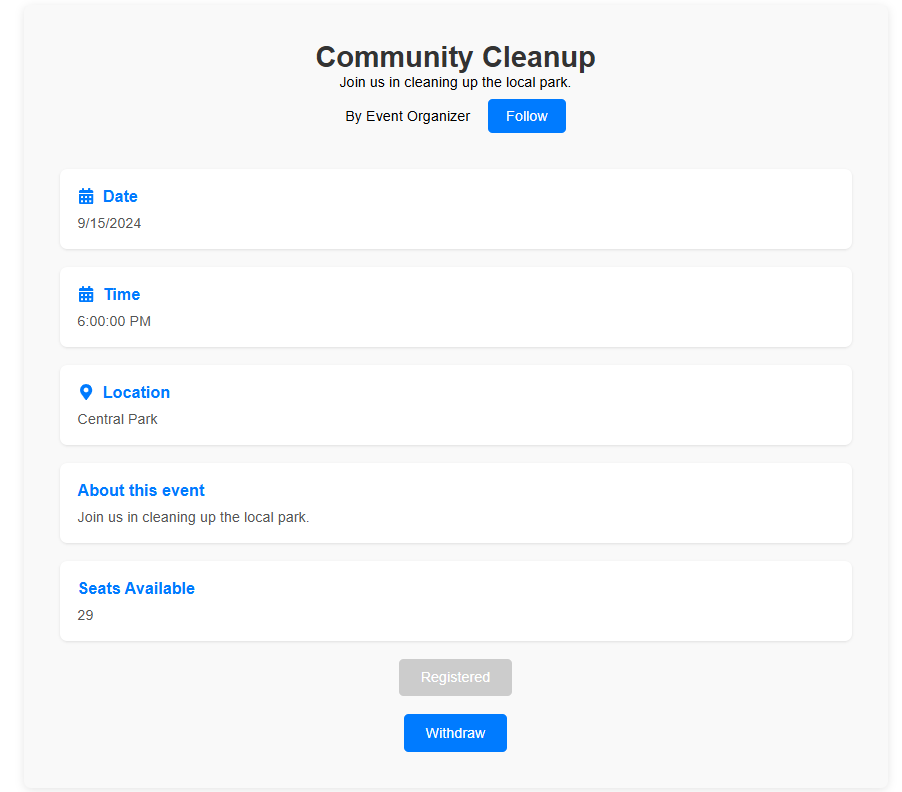 Community Cleanup
Join us in cleaning up the local park.
By Event Organizer Follow
Date
9/15/2024
Time
6:00:00 PM
Location
Central Park
About this event
Join us in cleaning up the local park.
Seats Available
29
Registered
Withdraw